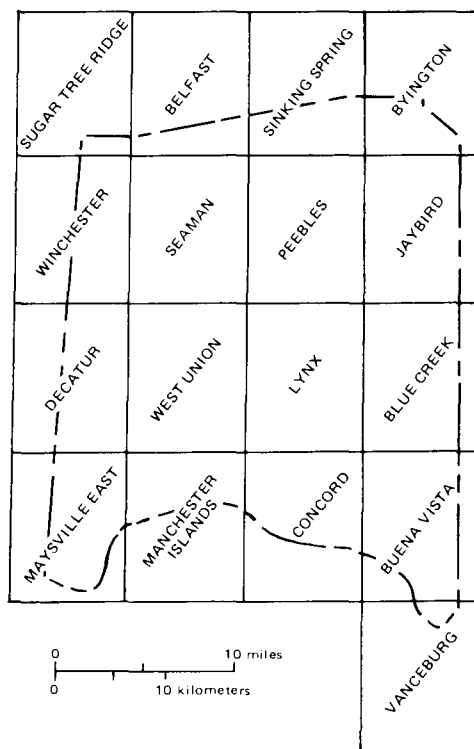 SUGAR TREE RIDGE
BELFAST
SINKING SPRING
BYINGTON
WINCHESTER
SEAMAN
PEEBLES
JAYBIRD
DECATUR
WEST UNION
LYNX
BLUE CREEK
MAYSVILLE EAST
MANCHESTER
ISLANDS
CONCORD
BUENA VISTA
VANCEBURG
0 10 miles
0 10 kilometers